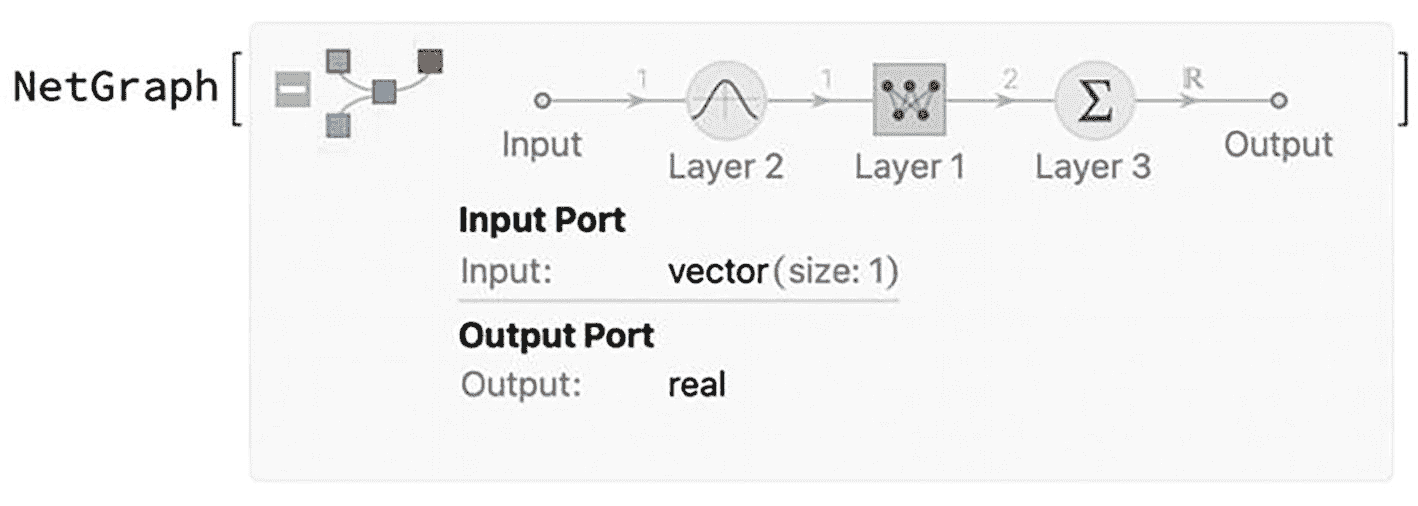 NetGraph[ ]
1 1 2 ℝ
Σ
Input Output
Layer 2 Layer 1 Layer 3
Input Port
Input: vector (size: 1)
Output Port
Output: real